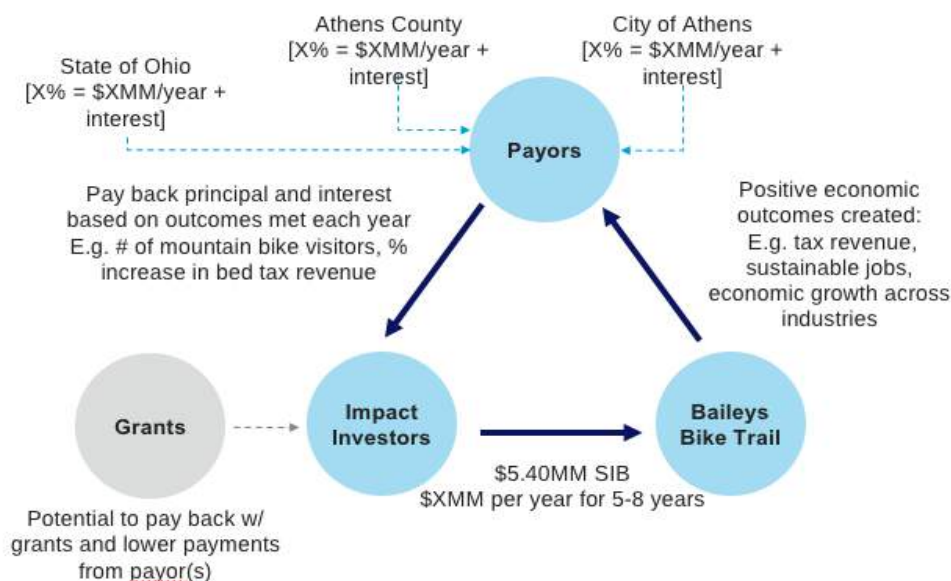 Athens County
[X% = $XMM/year +
interest]
City of Athens
[X% = $XMM/year +
interest]
State of Ohio
[X% = $XMM/year +
interest]
Payors
Pay back principal and interest
based on outcomes met each year
E.g. # of mountain bike visitors, %
increase in bed tax revenue
Positive economic
outcomes created:
E.g. tax revenue,
sustainable jobs,
economic growth across
industries
Grants
Impact
Investors
Baileys
Bike Trail
$5.40MM SIB
$XMM per year for 5-8 years
Potential to pay back w/
grants and lower payments
from payor(s)